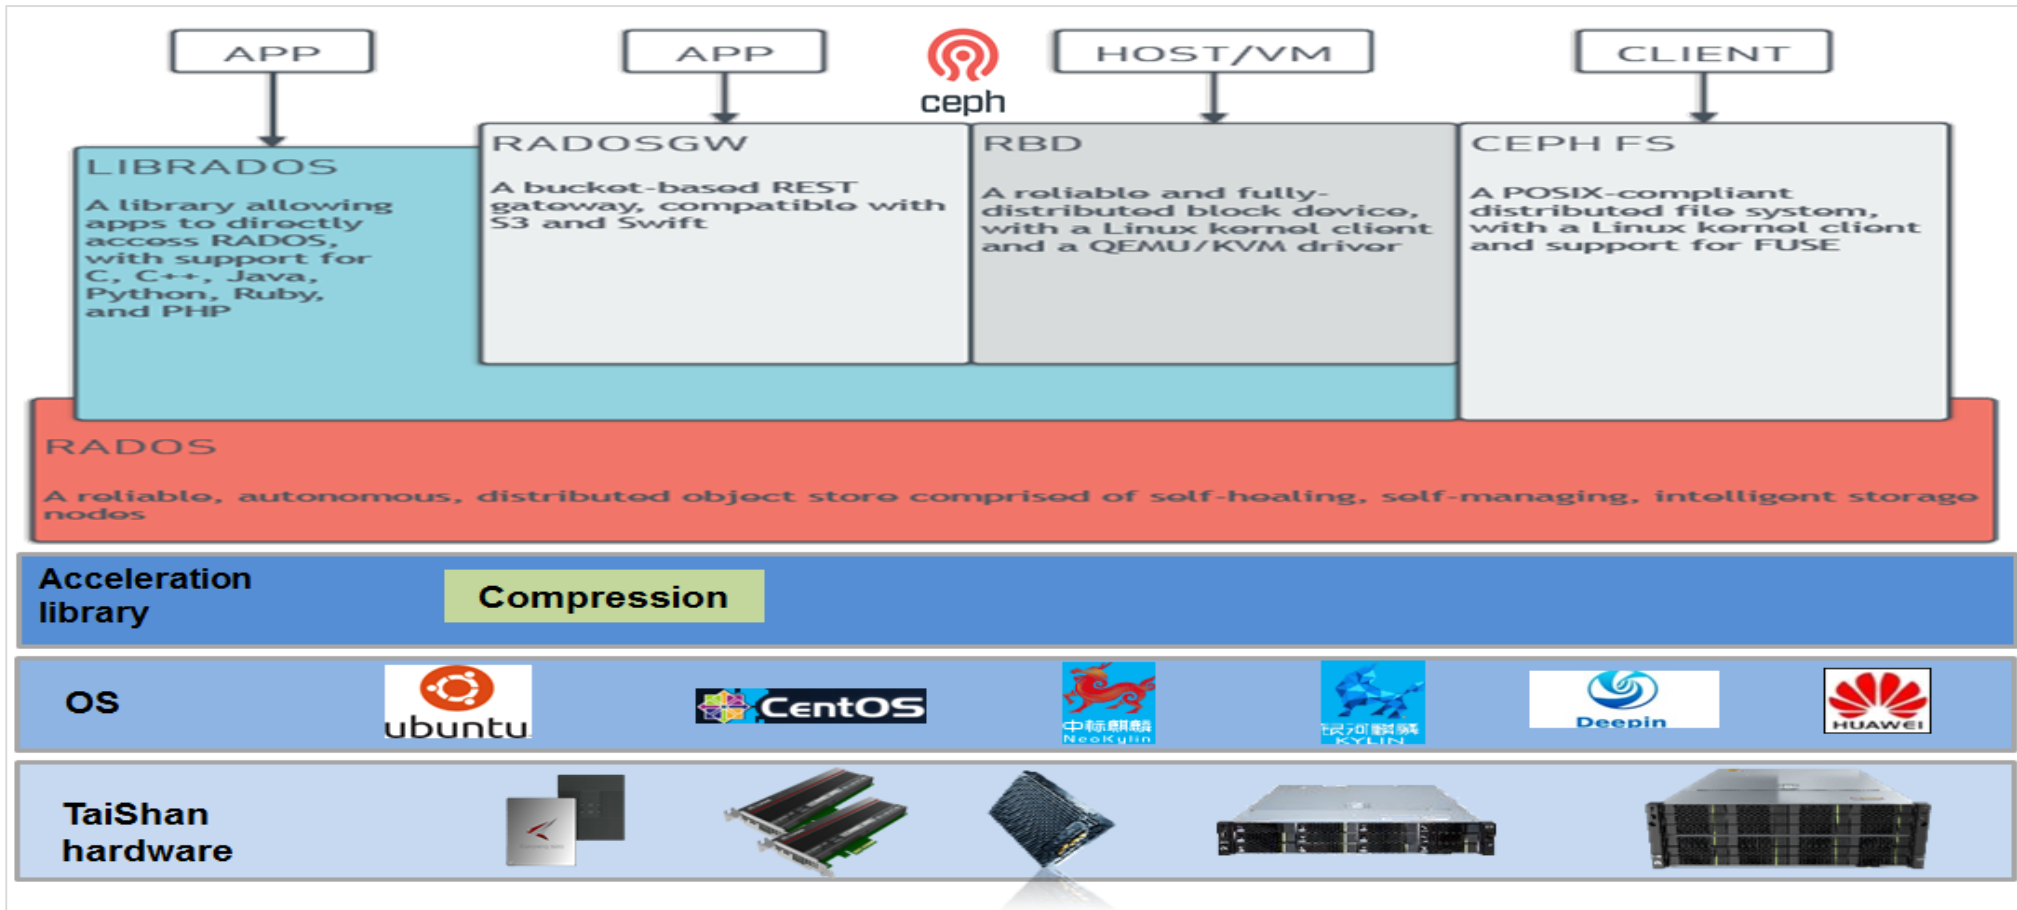 APP
APP
ceph
HOST/VM
CLIENT
LIBRADOS
A library allowing
apps to directly
access RADOS,
with support for
C, C++, Java,
Python, Ruby,
and PHP
RADOSGW
A bucket-based REST
gateway, compatible with
S3 and Swift
RBD
A reliable and fully-
distributed block device,
with a Linux kernel client
and a QEMU/KVM driver
CEPH FS
A POSIX-compliant
distributed file system,
with a Linux kernel client
and support for FUSE
RADOS
A reliable, autonomous, distributed object store comprised of self-healing, self-managing, intelligent storage
nodes
Acceleration
library
Compression
OS
ubuntu
CentOS
中标麒麟
NeoKylin
银河麒麟
KYLIN
Deepin
HUAWEI
TaiShan
hardware